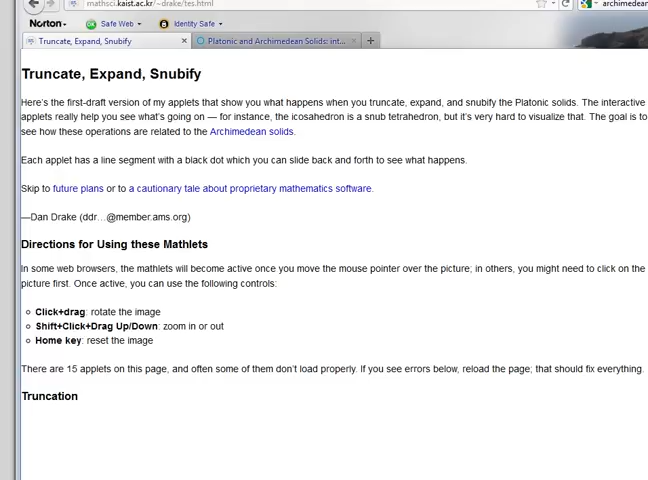 mathsci.kaist.ac.kr/~drake/tes.html
archimedean
Norton
OK Safe Web
Identity Safe
Truncate, Expand, Snubify
Platonic and Archimedean Solids: int...
Truncate, Expand, Snubify
Here's the first-draft version of my applets that show you what happens when you truncate, expand, and snubify the Platonic solids. The interactive
applets really help you see what's going on — for instance, the icosahedron is a snub tetrahedron, but it's very hard to visualize that. The goal is to
see how these operations are related to the Archimedean solids.
Each applet has a line segment with a black dot which you can slide back and forth to see what happens.
Skip to future plans or to a cautionary tale about proprietary mathematics software.
—Dan Drake (ddr…@member.ams.org)
Directions for Using these Mathlets
In some web browsers, the mathlets will become active once you move the mouse pointer over the picture; in others, you might need to click on the
picture first. Once active, you can use the following controls:
Click+drag: rotate the image
Shift+Click+Drag Up/Down: zoom in or out
Home key: reset the image
There are 15 applets on this page, and often some of them don't load properly. If you see errors below, reload the page; that should fix everything.
Truncation